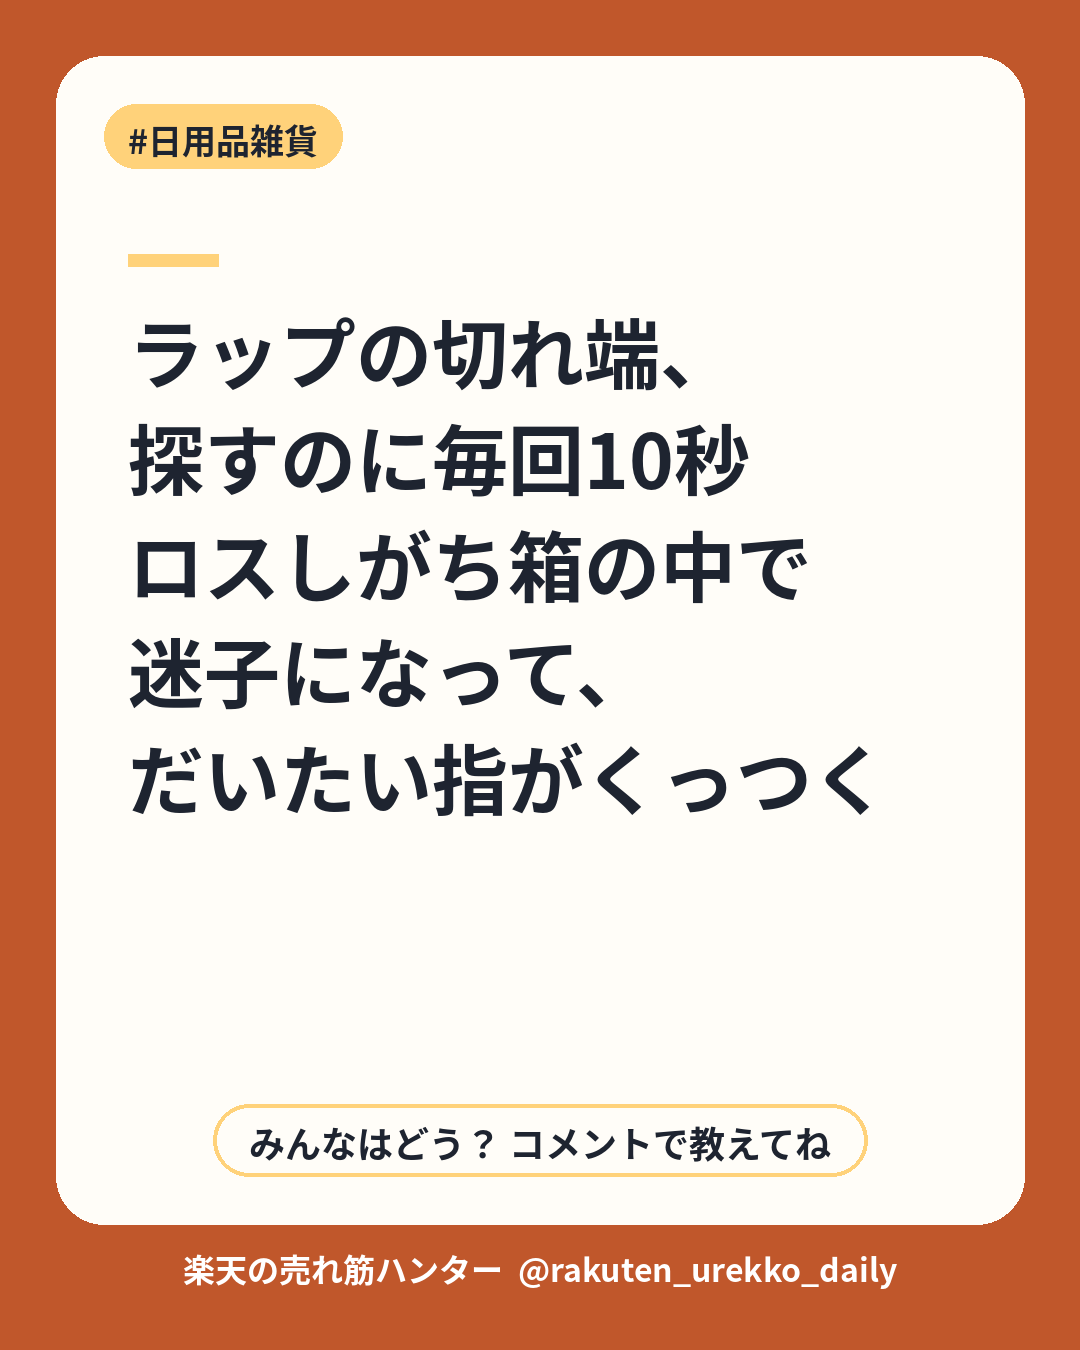 #日用品雑貨
ラップの切れ端、
探すのに毎回10秒
ロスしがち箱の中で
迷子になって、
だいたい指がくっつく
みんなはどう？ コメントで教えてね
楽天の売れ筋ハンター @rakuten_urekko_daily